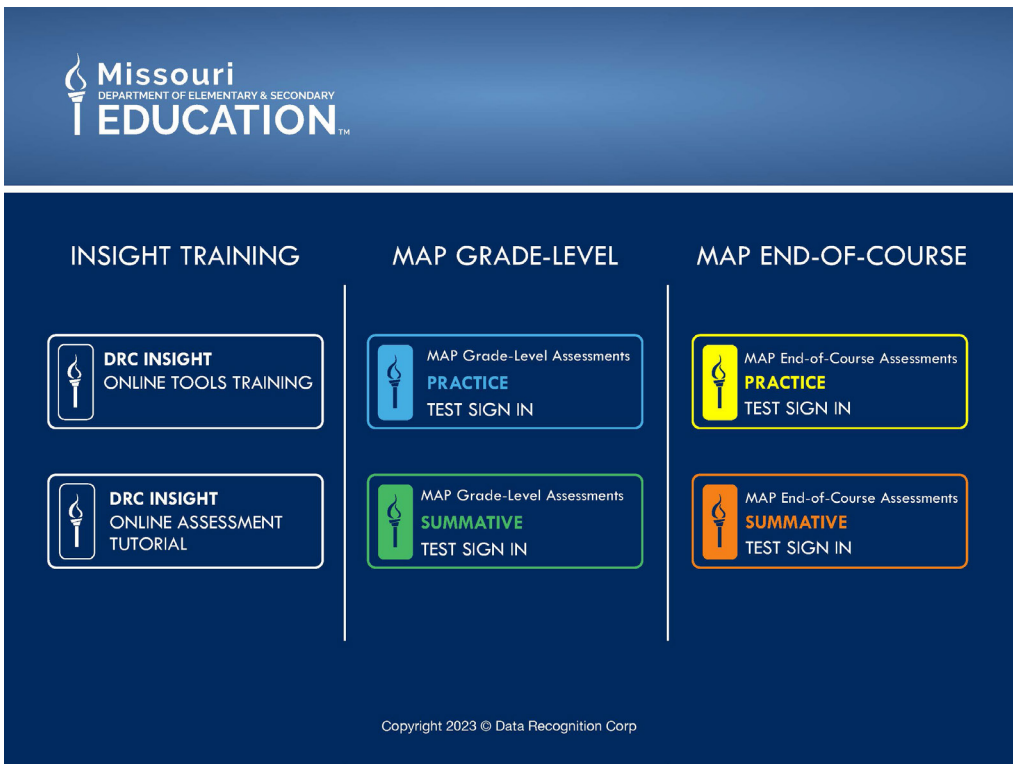 Missouri
DEPARTMENT OF ELEMENTARY & SECONDARY
EDUCATION™
INSIGHT TRAINING
DRC INSIGHT
ONLINE TOOLS TRAINING
DRC INSIGHT
ONLINE ASSESSMENT
TUTORIAL
MAP GRADE-LEVEL
MAP Grade-Level Assessments
PRACTICE
TEST SIGN IN
MAP Grade-Level Assessments
SUMMATIVE
TEST SIGN IN
MAP END-OF-COURSE
MAP End-of-Course Assessments
PRACTICE
TEST SIGN IN
MAP End-of-Course Assessments
SUMMATIVE
TEST SIGN IN
Copyright 2023 © Data Recognition Corp